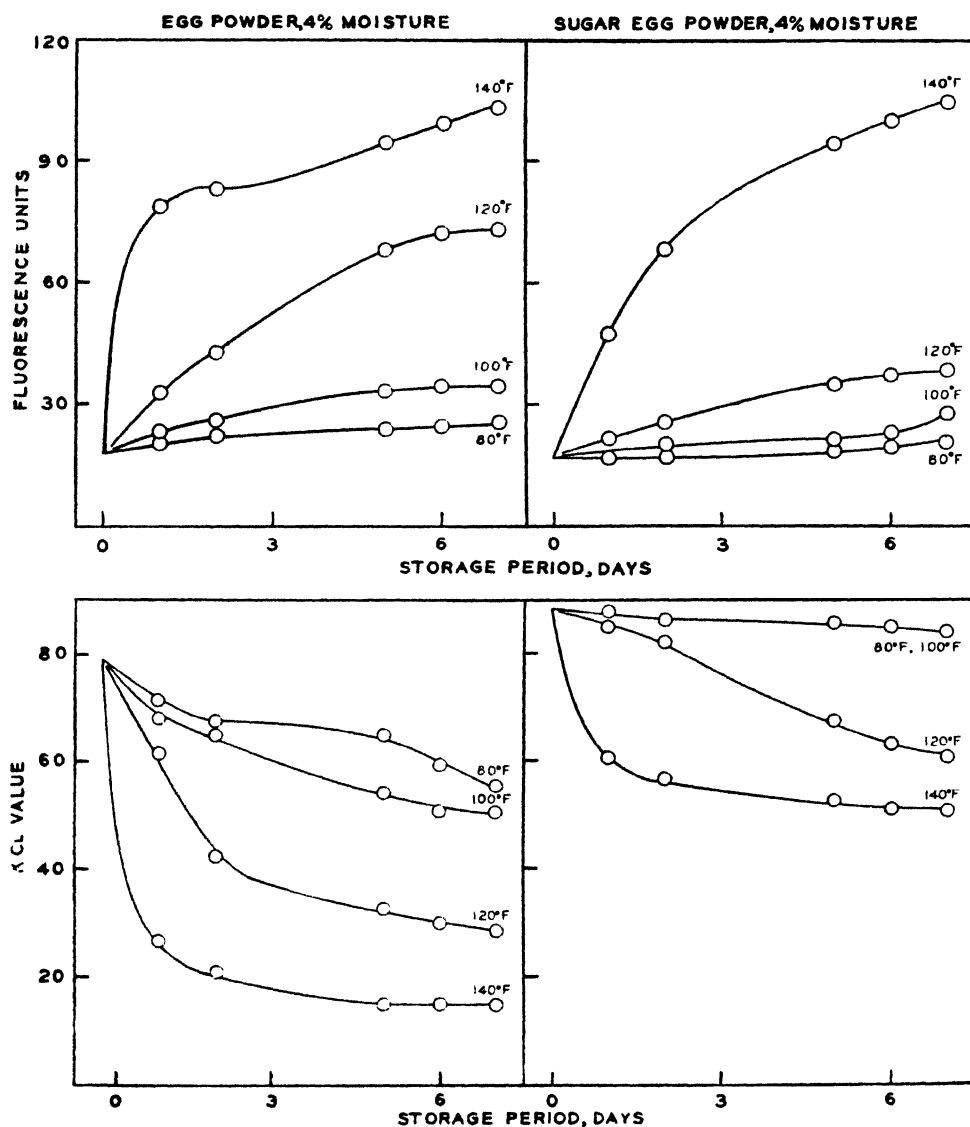 EGG POWDER, 4% MOISTURE
SUGAR EGG POWDER, 4% MOISTURE
120
90
60
30
FLUORESCENCE UNITS
140°F
120°F
100°F
80°F
140°F
120°F
100°F
80°F
0 3 6 0 3 6
STORAGE PERIOD, DAYS
80
60
40
20
KCL VALUE
80°F
100°F
120°F
140°F
80°F, 100°F
120°F
140°F
0 3 6 0 3 6
STORAGE PERIOD, DAYS